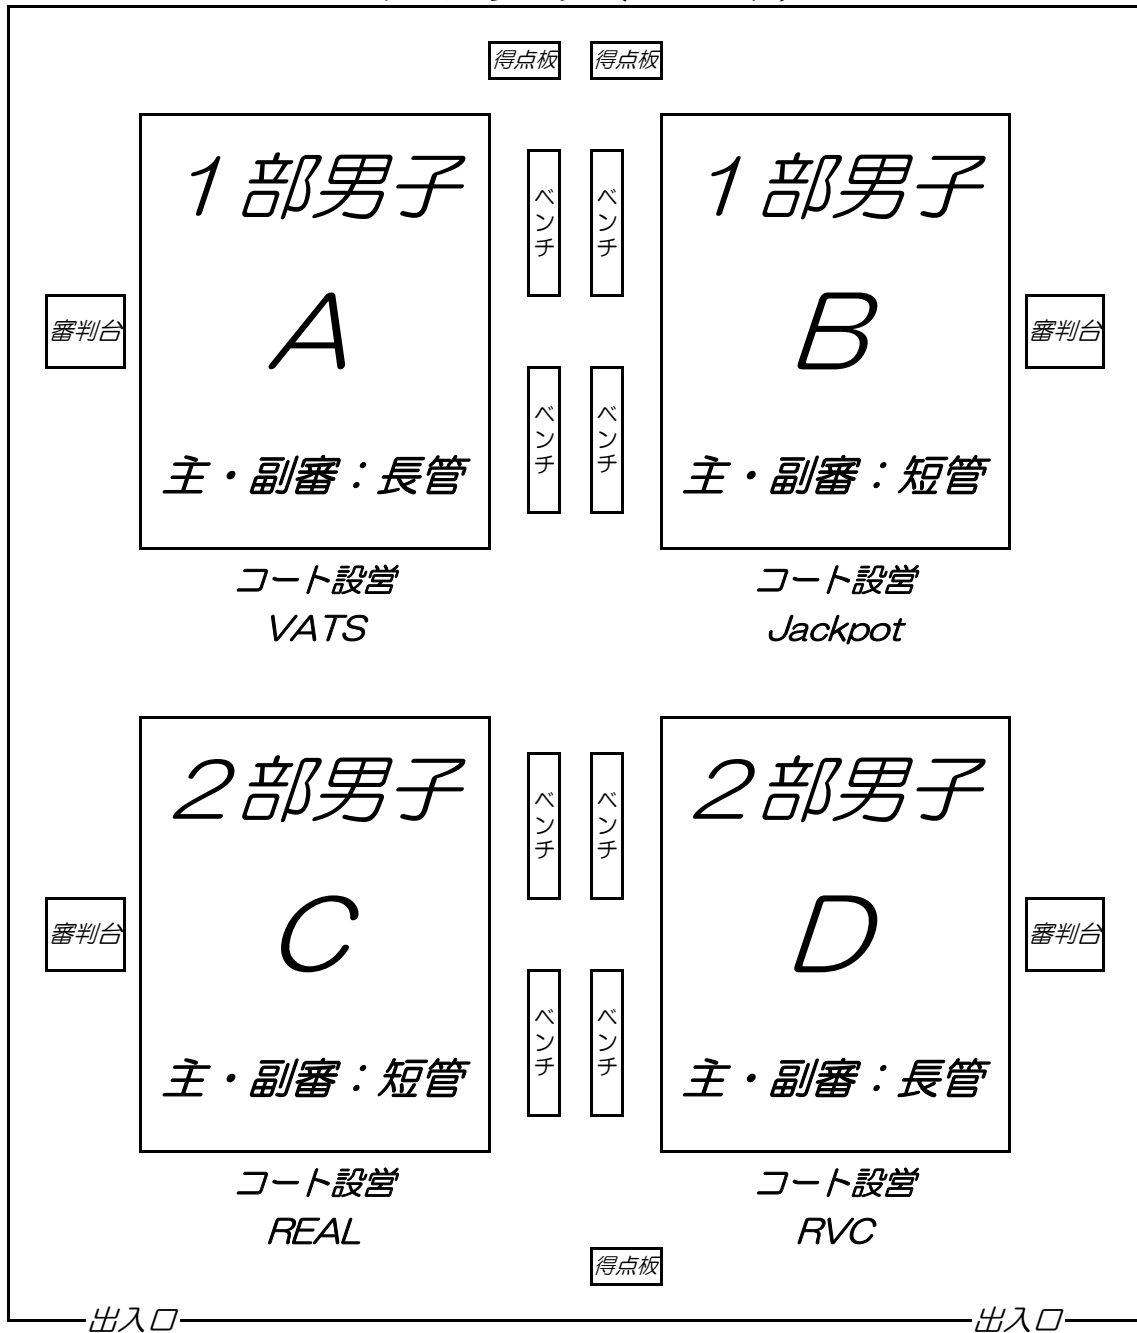 得点板 得点板
１部男子 １部男子
ベンチ ベンチ
審判台 A B 審判台
ベンチ ベンチ
主・副審：長管 主・副審：短管
コート設営 コート設営
VATS Jackpot
２部男子 ２部男子
ベンチ ベンチ
審判台 C D 審判台
ベンチ ベンチ
主・副審：短管 主・副審：長管
コート設営 コート設営
REAL RVC
得点板
出入口 出入口